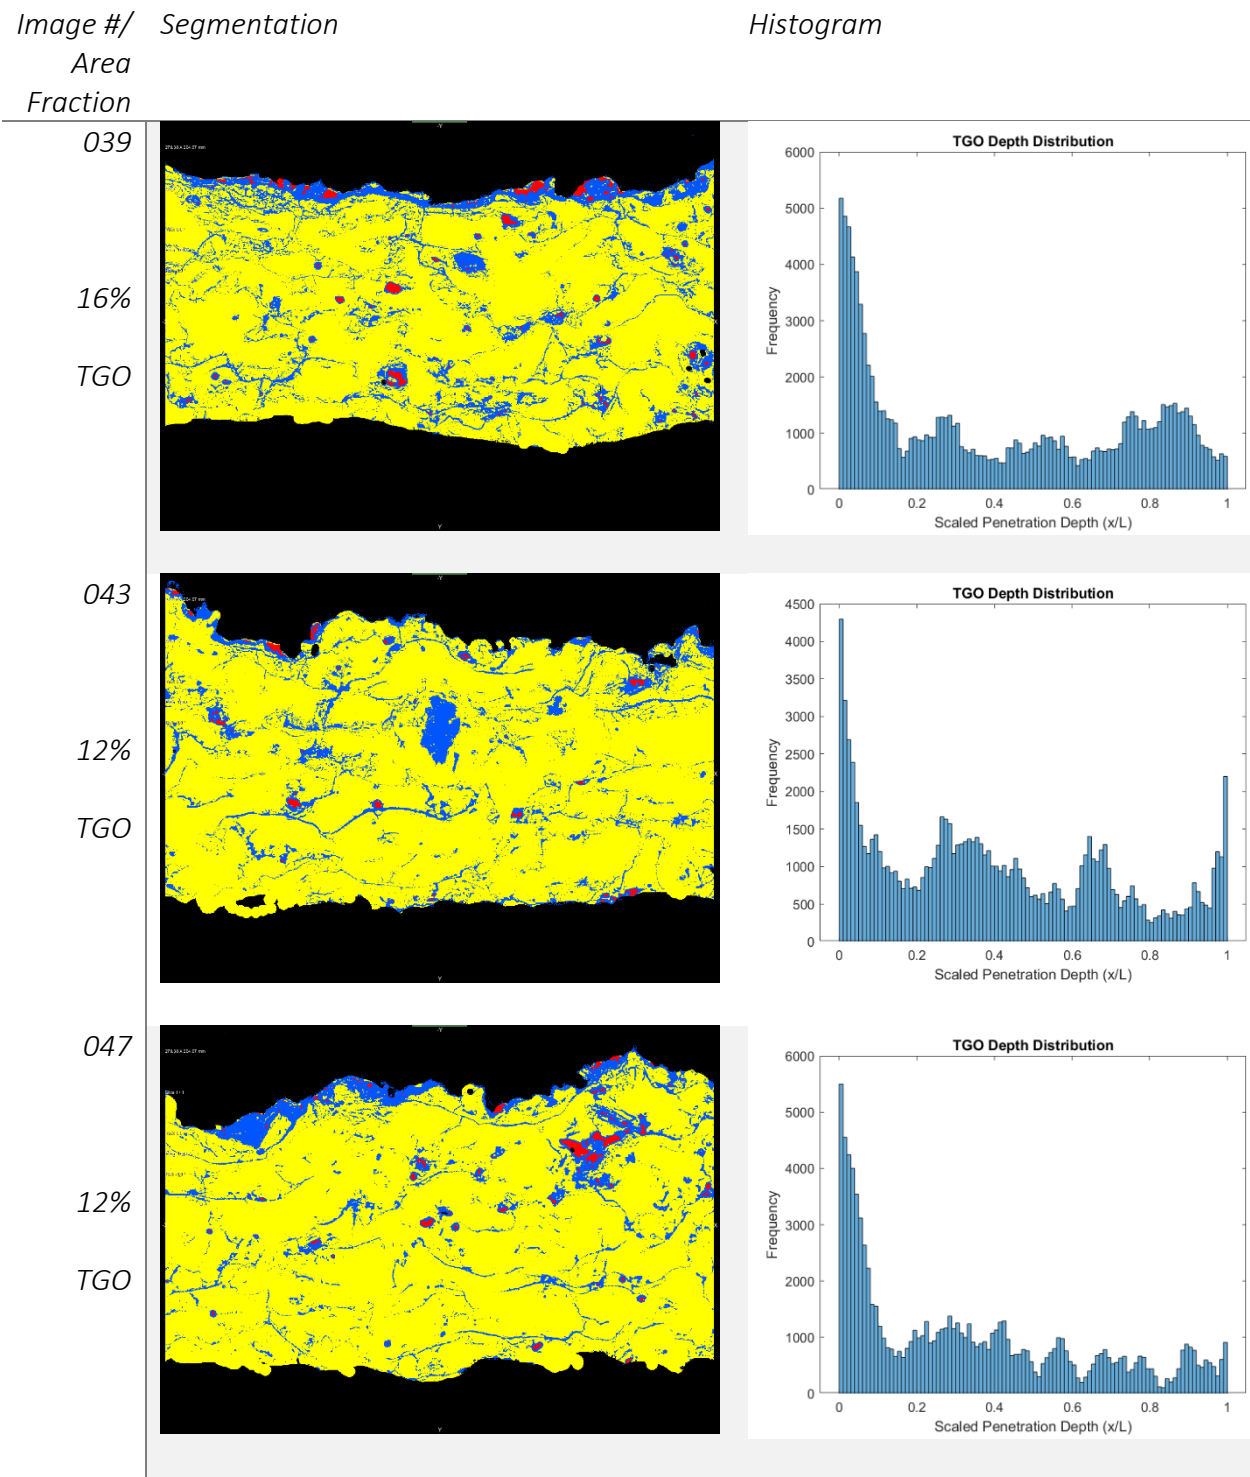 Image #/ Segmentation Histogram
Area
Fraction
039
16%
TGO
-Y
X
Y
TGO Depth Distribution
6000
5000
4000
3000
2000
1000
0
Frequency
0 0.2 0.4 0.6 0.8 1
Scaled Penetration Depth (x/L)
043
12%
TGO
-Y
X
Y
TGO Depth Distribution
4500
4000
3500
3000
2500
2000
1500
1000
500
0
Frequency
0 0.2 0.4 0.6 0.8 1
Scaled Penetration Depth (x/L)
047
12%
TGO
-Y
X
Y
TGO Depth Distribution
6000
5000
4000
3000
2000
1000
0
Frequency
0 0.2 0.4 0.6 0.8 1
Scaled Penetration Depth (x/L)